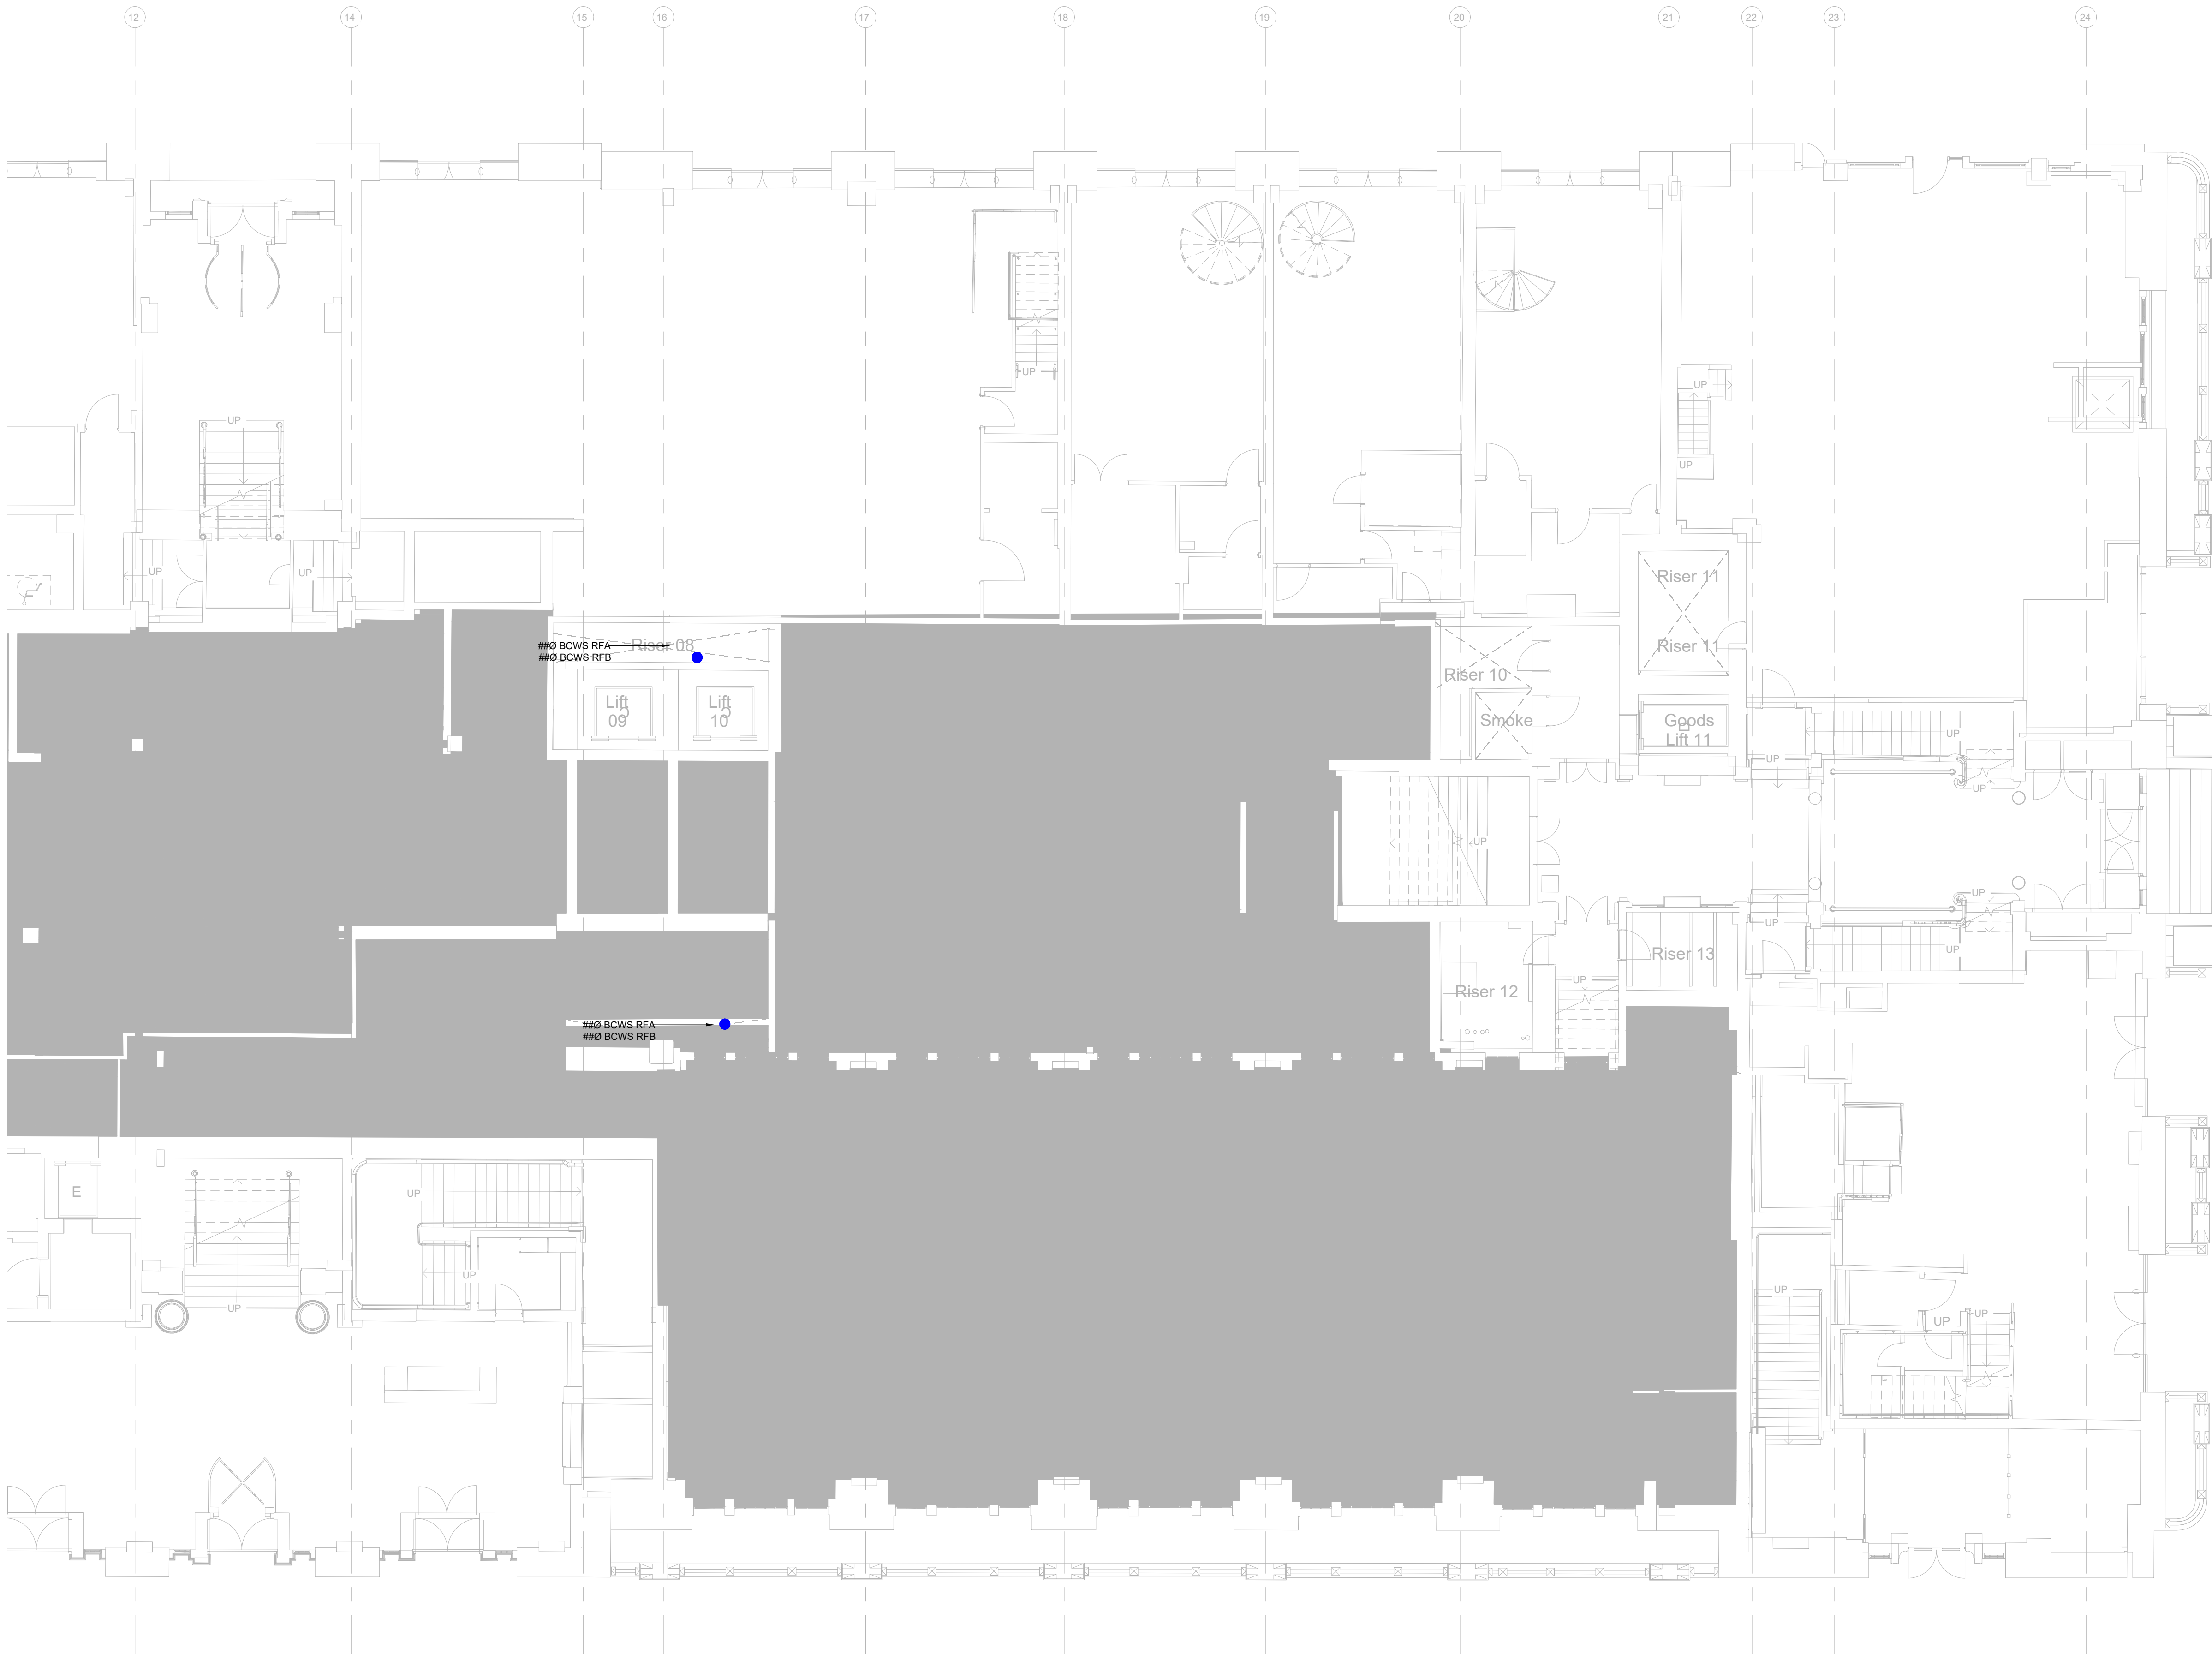 12
14
15
16
17
18
19
20
21
22
23
24
UP
UP
UP
UP
UP
UP
UP
Riser 11
Riser 11
##Ø BCWS RFA
##Ø BCWS RFB
Riser 08
Riser 10
Lift
09
Lift
10
Smoke
Goods
Lift 11
UP
UP
UP
UP
UP
UP
UP
Riser 13
Riser 12
UP
##Ø BCWS RFA
##Ø BCWS RFB
E
UP
UP
UP
UP
UP
UP